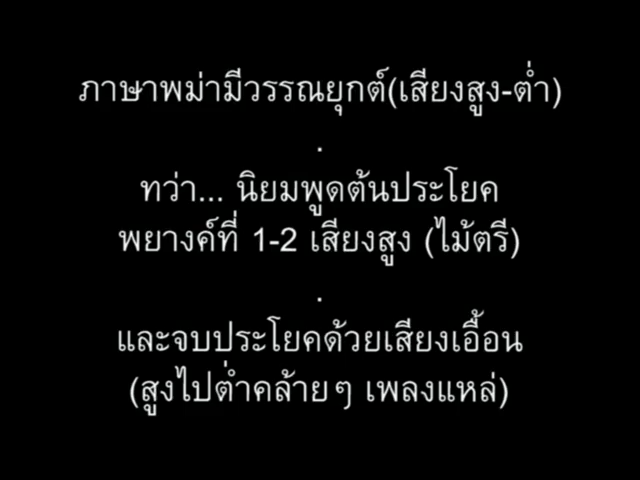 ภาษาพม่ามีวรรณยุกต์(เสียงสูง-ต่ำ)
.
ทว่า... นิยมพูดต้นประโยค
พยางค์ที่ 1-2 เสียงสูง (ไม้ตรี)
.
และจบประโยคด้วยเสียงเอื้อน
(สูงไปต่ำคล้ายๆ เพลงแหล่)